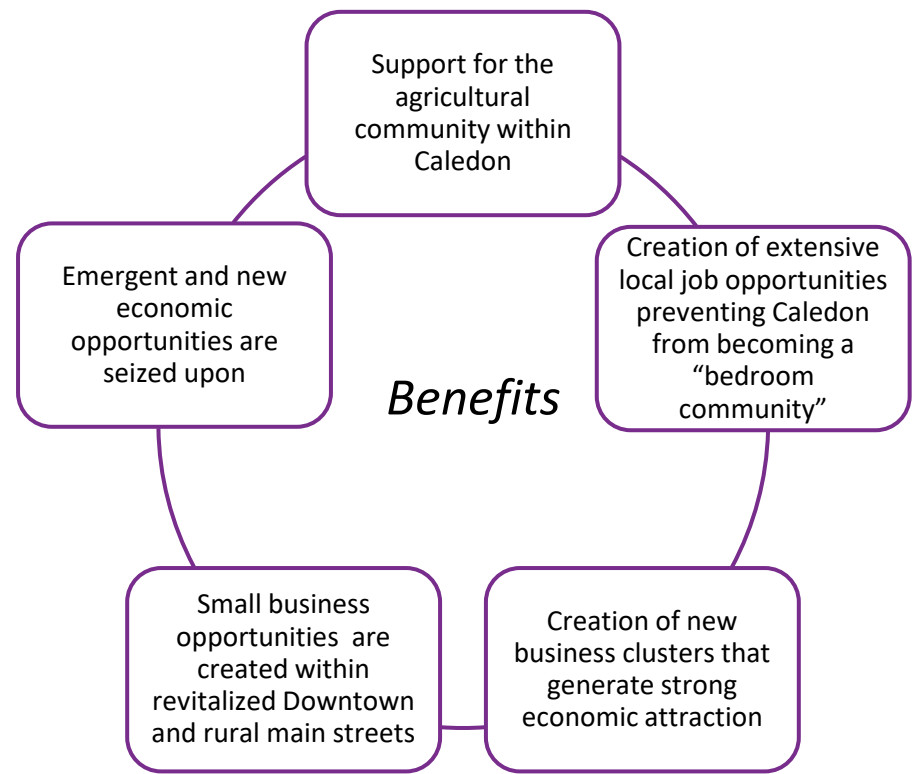 Support for the
agricultural
community within
Caledon
Creation of extensive
local job opportunities
preventing Caledon
from becoming a
“bedroom
community”
Creation of new
business clusters that
generate strong
economic attraction
Small business
opportunities  are
created within
revitalized Downtown
and rural main streets
Emergent and new
economic
opportunities are
seized upon
Benefits